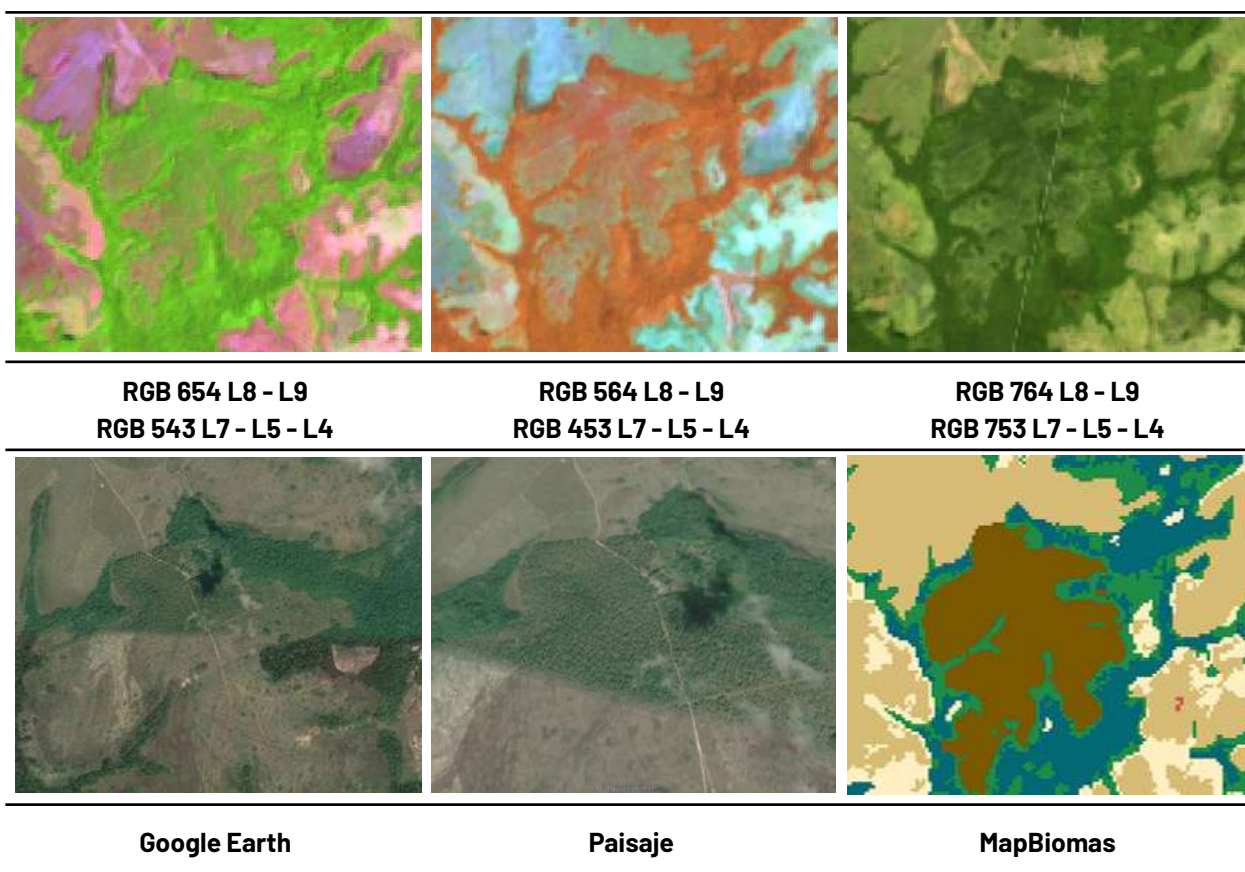 RGB 654 L8 - L9
RGB 543 L7 - L5 - L4
RGB 564 L8 - L9
RGB 453 L7 - L5 - L4
RGB 764 L8 - L9
RGB 753 L7 - L5 - L4
Google Earth
Paisaje
MapBiomas